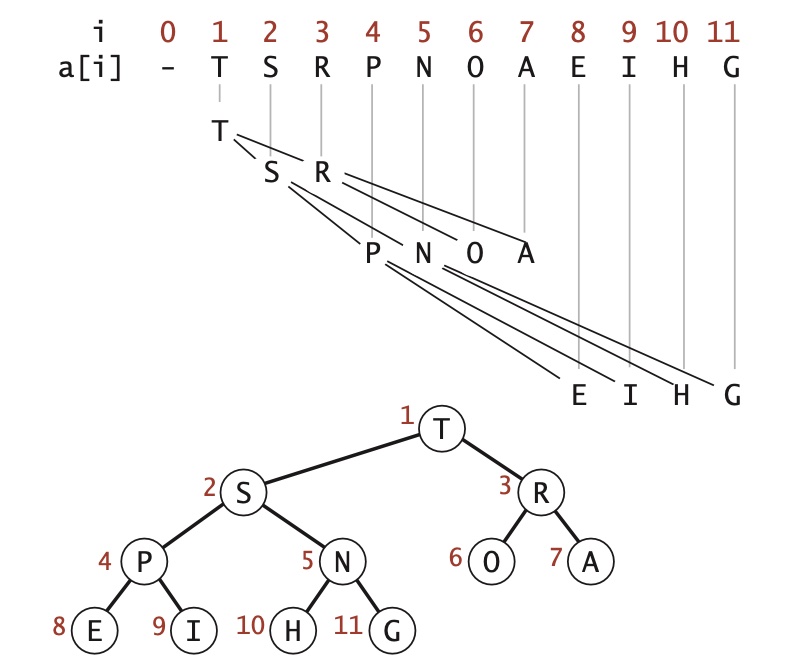 i 0 1 2 3 4 5 6 7 8 9 10 11
a[i] - T S R P N O A E I H G
T
S R
P N O A
E I H G
1 T
2 S 3 R
4 P 5 N 6 O 7 A
8 E 9 I 10 H 11 G